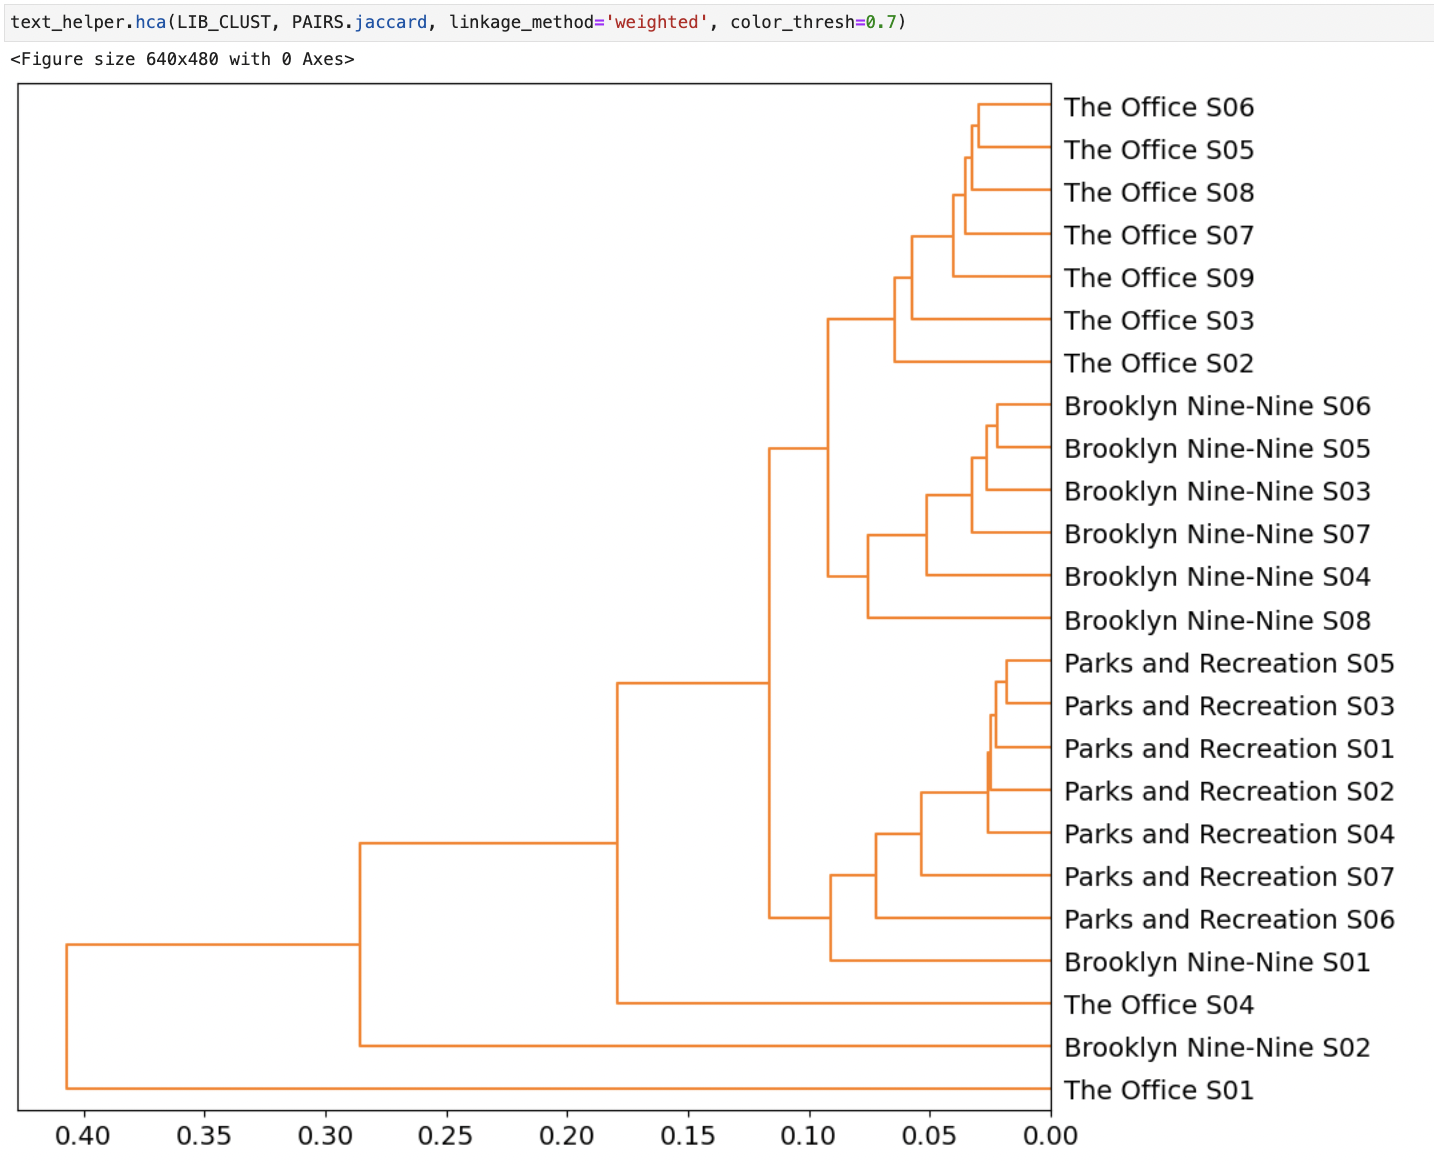 text_helper.hca(LIB_CLUST, PAIRS.jaccard, linkage_method='weighted', color_thresh=0.7)
<Figure size 640x480 with 0 Axes>
The Office S06
The Office S05
The Office S08
The Office S07
The Office S09
The Office S03
The Office S02
Brooklyn Nine-Nine S06
Brooklyn Nine-Nine S05
Brooklyn Nine-Nine S03
Brooklyn Nine-Nine S07
Brooklyn Nine-Nine S04
Brooklyn Nine-Nine S08
Parks and Recreation S05
Parks and Recreation S03
Parks and Recreation S01
Parks and Recreation S02
Parks and Recreation S04
Parks and Recreation S07
Parks and Recreation S06
Brooklyn Nine-Nine S01
The Office S04
Brooklyn Nine-Nine S02
The Office S01
0.40 0.35 0.30 0.25 0.20 0.15 0.10 0.05 0.00